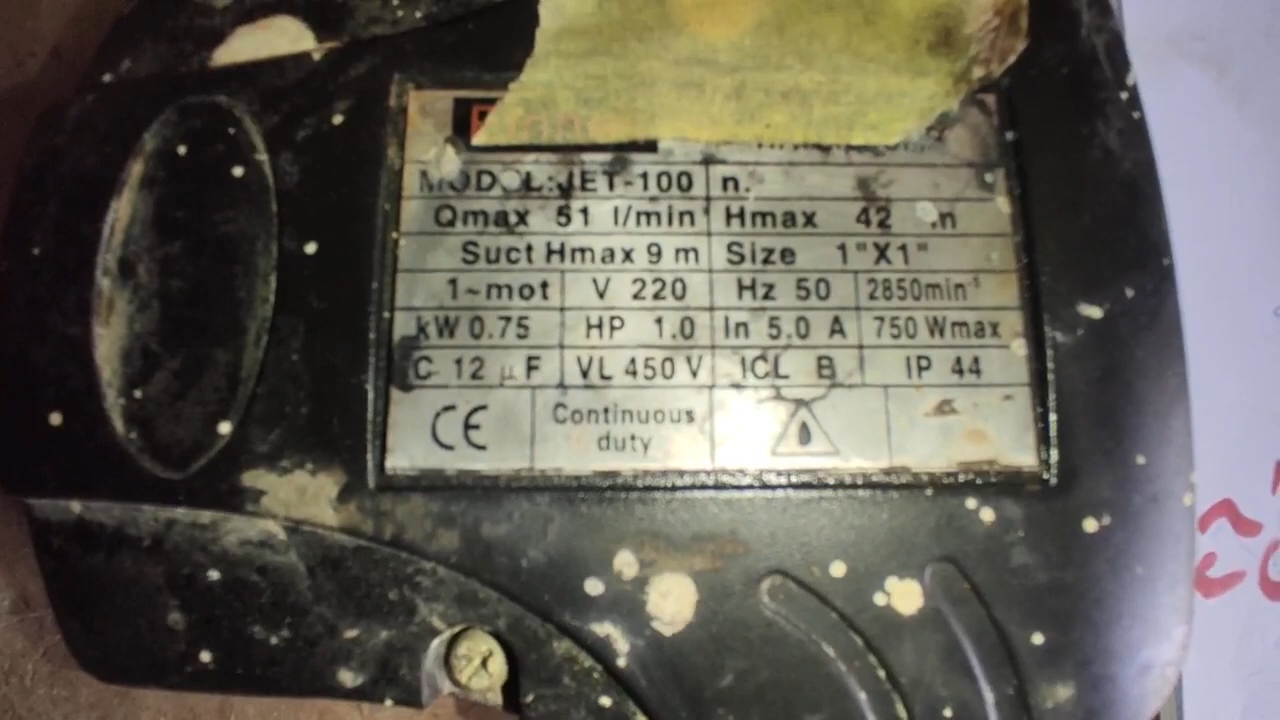 MODEL:JET-100 n.
Qmax 51 l/min Hmax 42 m
Suct Hmax 9 m Size 1"X1"
1~mot V 220 Hz 50 2850min⁻¹
kW 0.75 HP 1.0 In 5.0 A 750 Wmax
C 12 μF VL 450 V ICL B IP 44
CE Continuous
duty